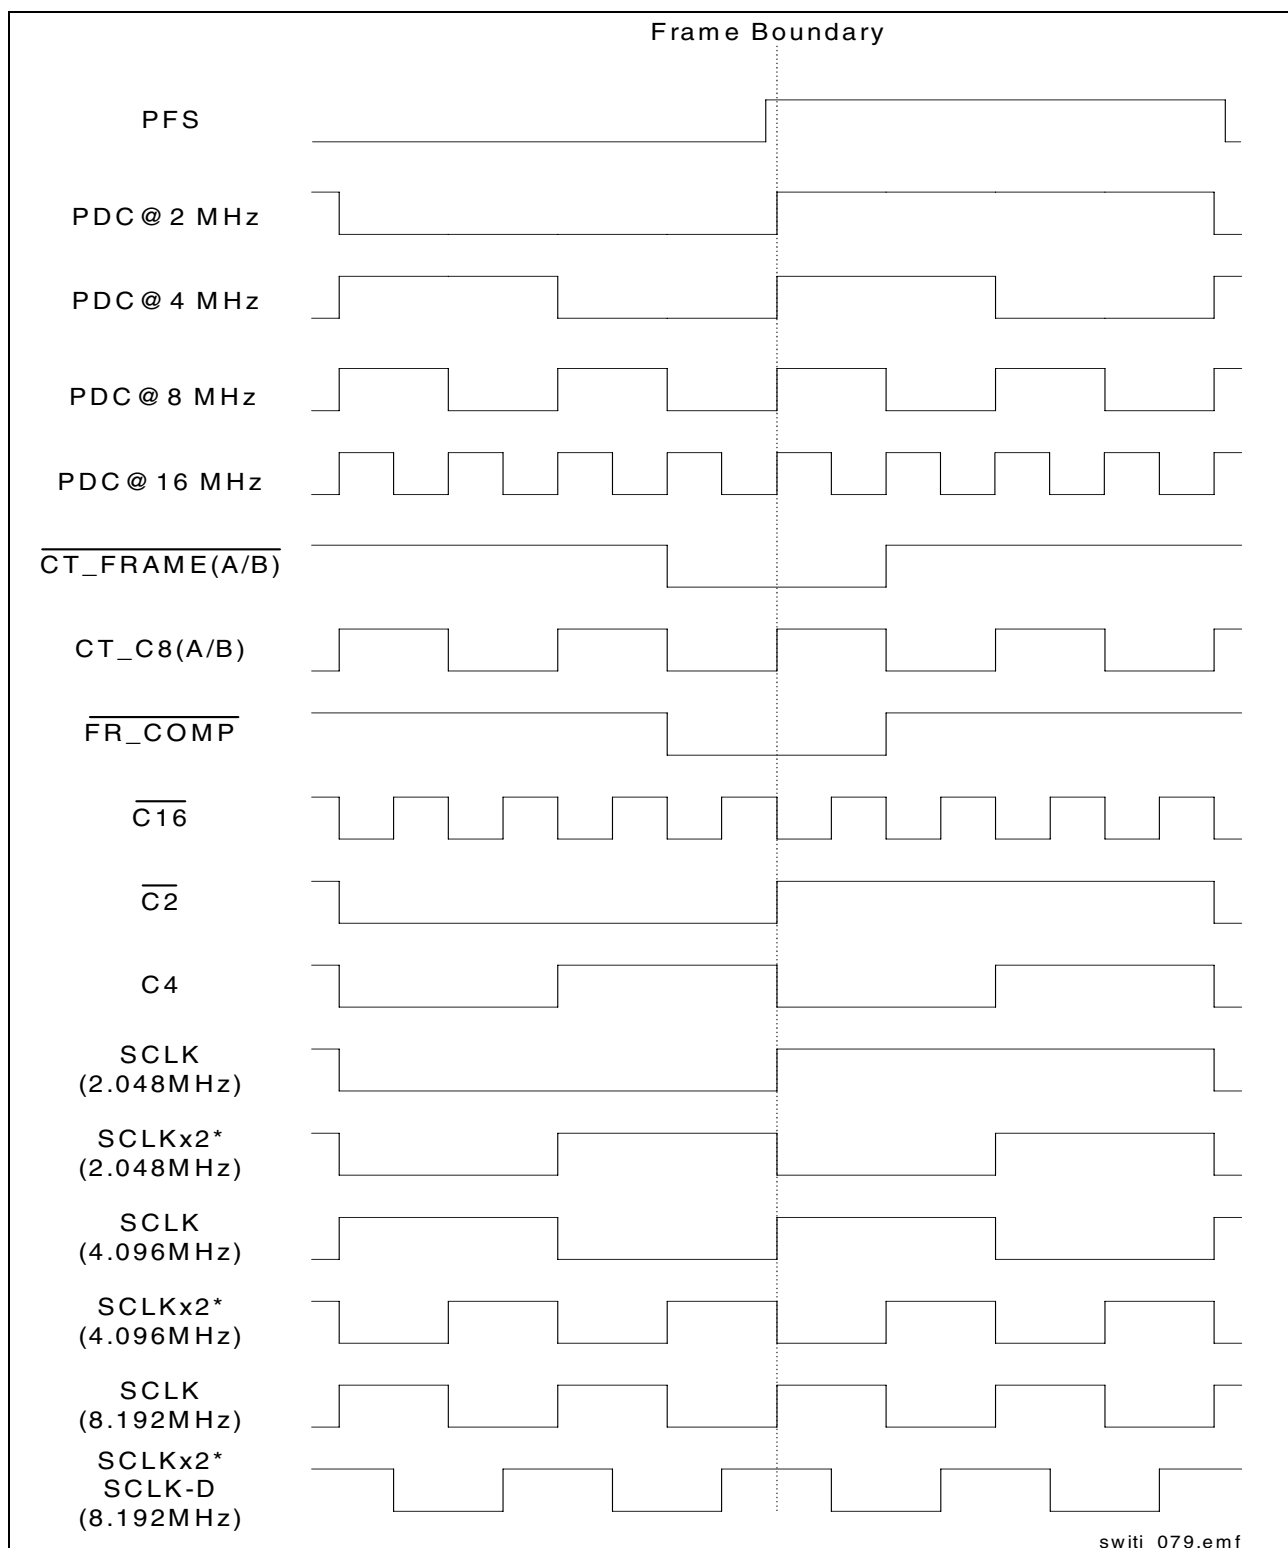 Frame Boundary
PFS
PDC@2 MHz
PDC@4 MHz
PDC@8 MHz
PDC@16 MHz
CT_FRAME(A/B)
CT_C8(A/B)
FR_COMP
C16
C2
C4
SCLK
(2.048MHz)
SCLKx2*
(2.048MHz)
SCLK
(4.096MHz)
SCLKx2*
(4.096MHz)
SCLK
(8.192MHz)
SCLKx2*
SCLK-D
(8.192MHz)
switi_079.emf